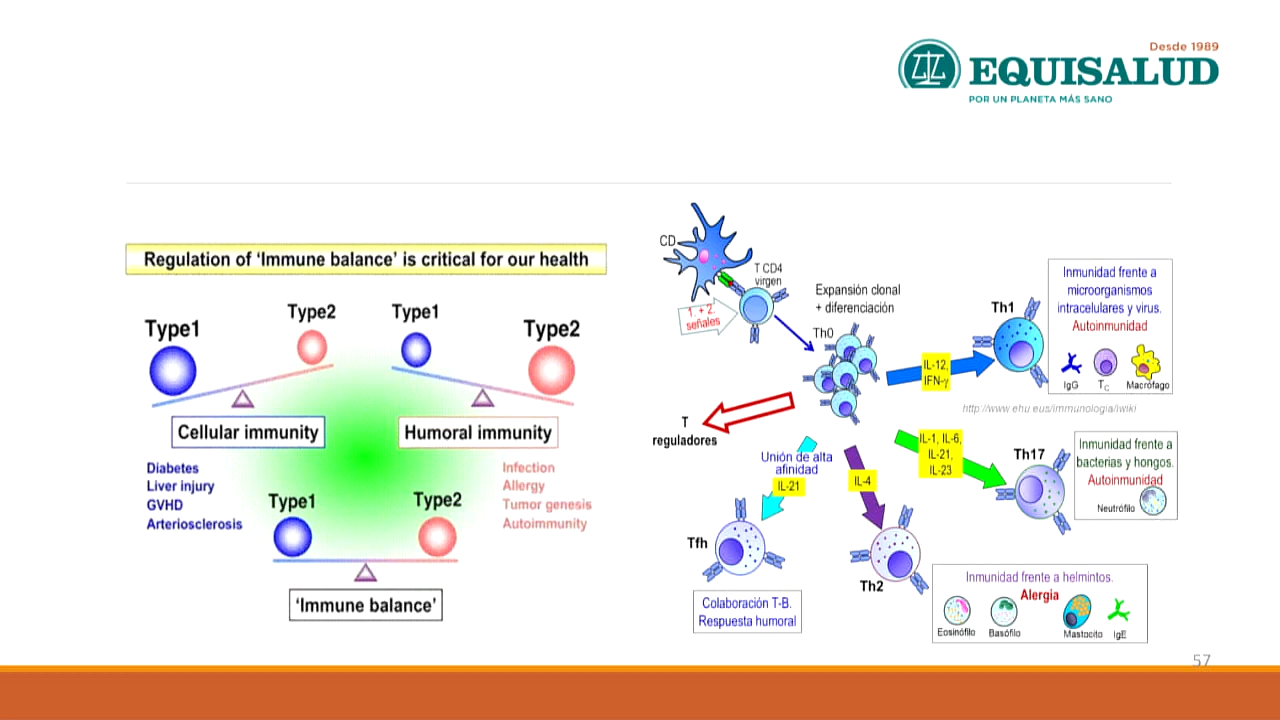 Desde 1989
EQUISALUD
POR UN PLANETA MÁS SANO
Regulation of ‘Immune balance’ is critical for our health
Type1
Type2
Type1
Type2
Cellular immunity
Humoral immunity
Diabetes
Liver injury
GVHD
Arteriosclerosis
Infection
Allergy
Tumor genesis
Autoimmunity
Type1
Type2
‘Immune balance’
CD
T CD4
virgen
1. + 2.
señales
Expansión clonal
+ diferenciación
Th0
IL-12,
IFN-γ
Th1
Inmunidad frente a
microorganismos
intracelulares y virus.
Autoinmunidad
IgG
TC
Macrófago
http://www.ehu.eus/immunologia/iwiki
T
reguladores
Unión de alta
afinidad
IL-21
IL-4
IL-1, IL-6,
IL-21,
IL-23
Th17
Inmunidad frente a
bacterias y hongos.
Autoinmunidad
Neutrófilo
Tfh
Colaboración T-B.
Respuesta humoral
Th2
Inmunidad frente a helmintos.
Alergia
Eosinófilo
Basófilo
Mastocito
IgE
57